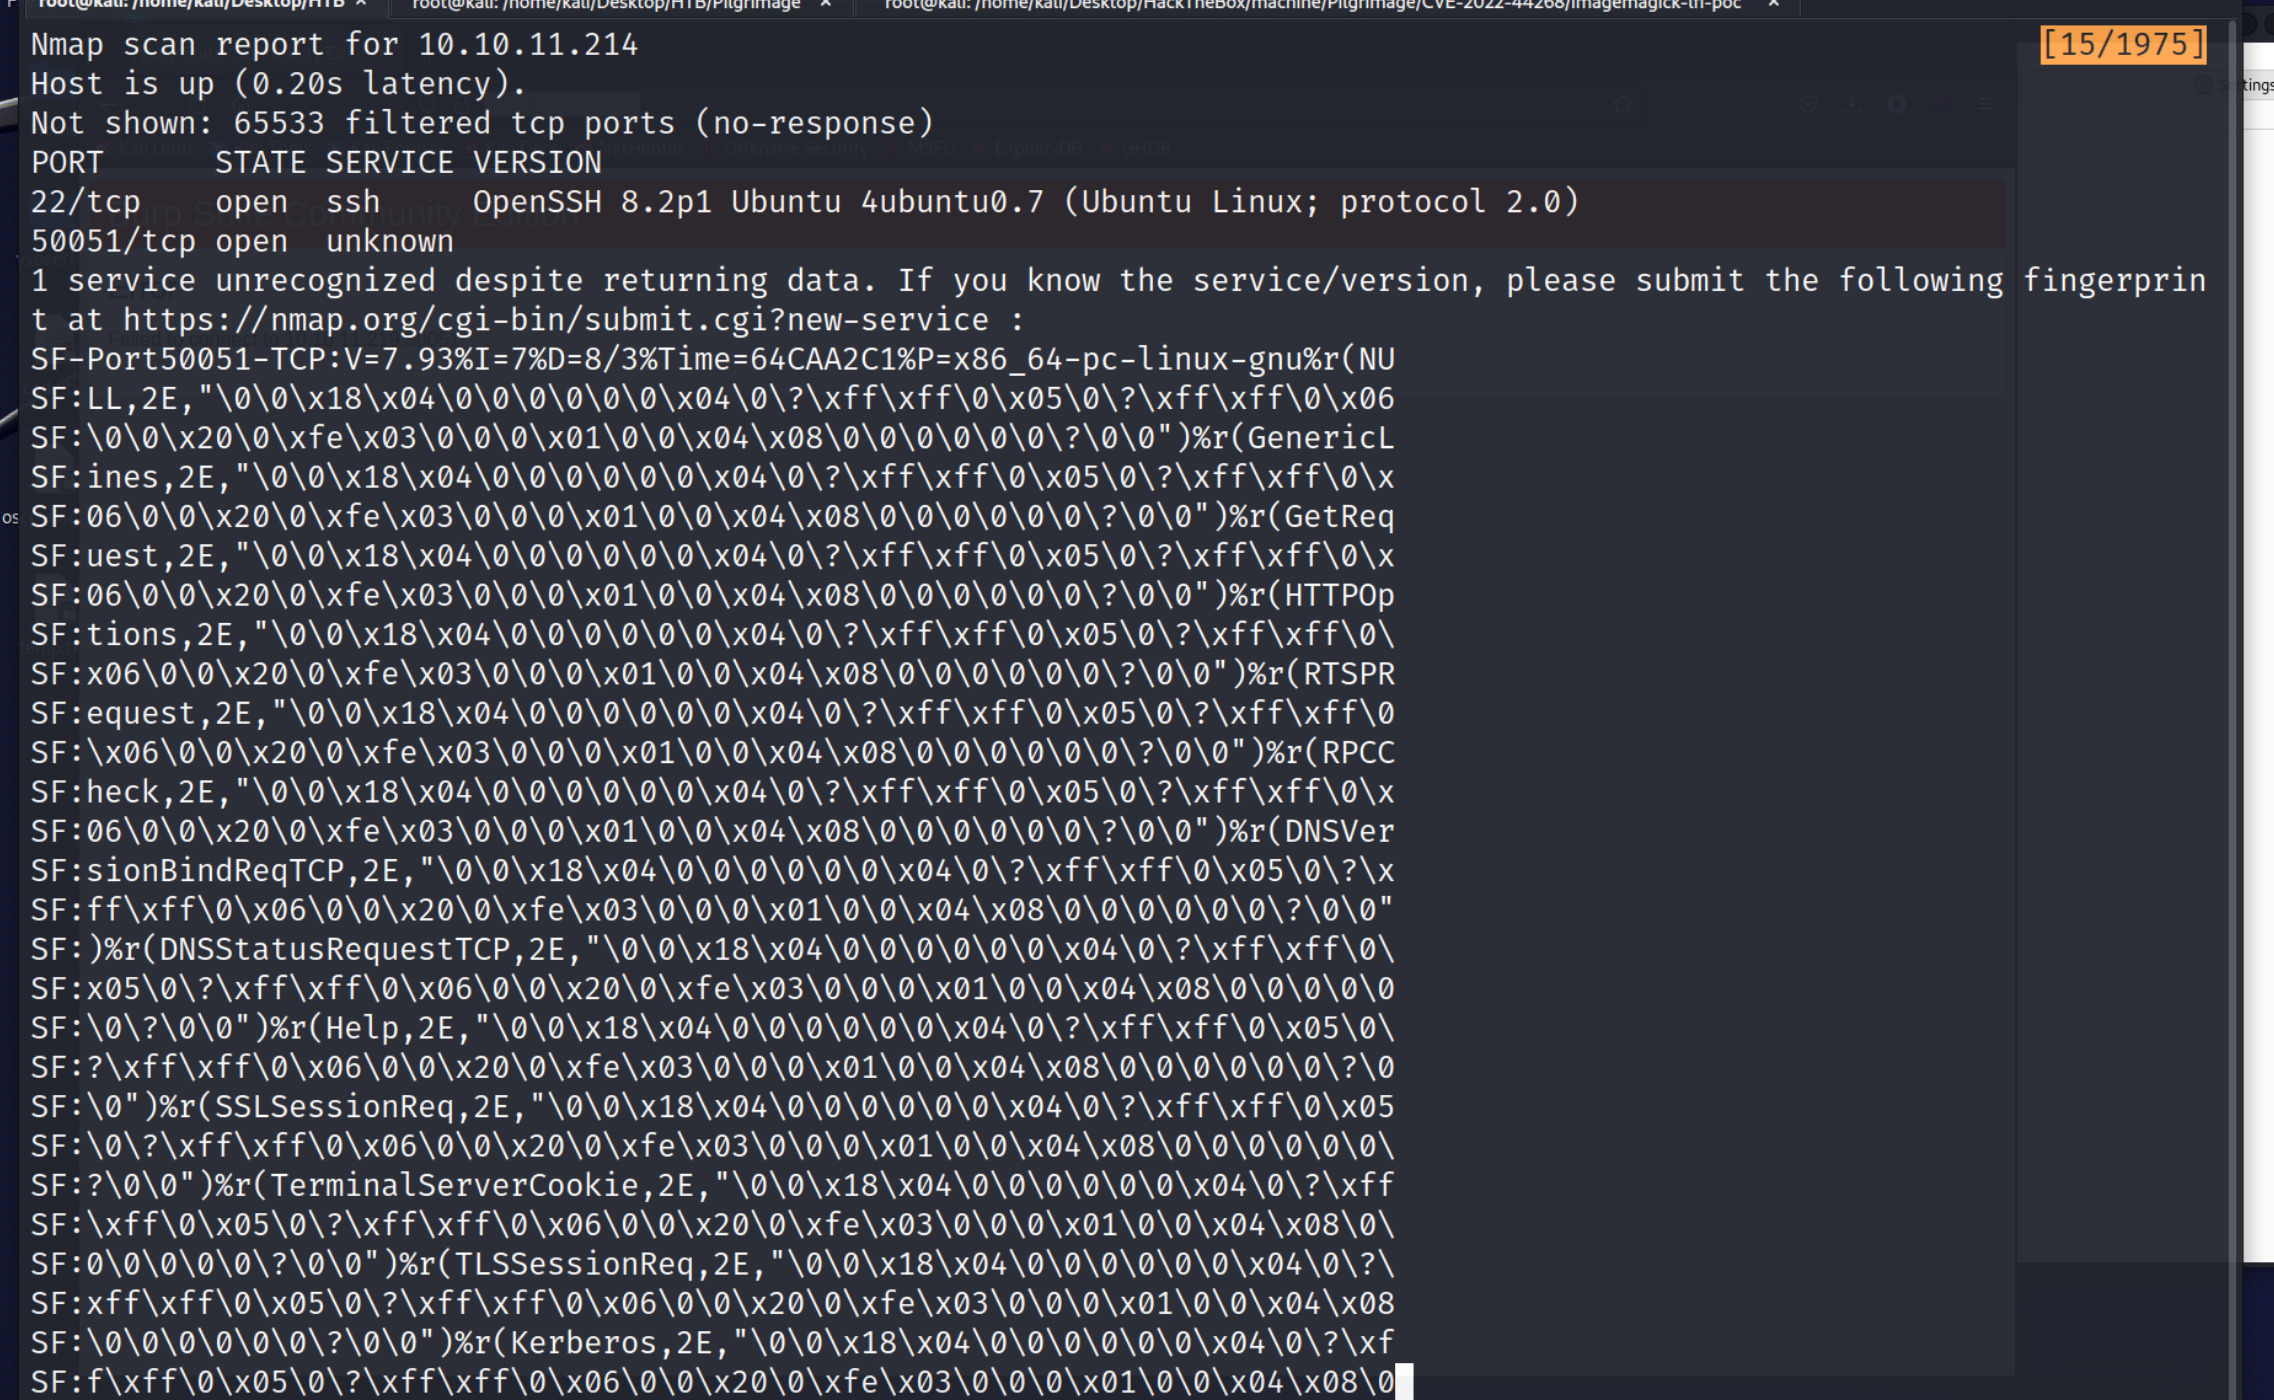 root@kali: /home/kali/Desktop/HTB × root@kali: /home/kali/Desktop/HTB/Pilgrimage × root@kali: /home/kali/Desktop/HackTheBox/machine/Pilgrimage/CVE-2022-44268/imagemagick-lfi-poc ×
Nmap scan report for 10.10.11.214 [15/1975]
Host is up (0.20s latency).
Not shown: 65533 filtered tcp ports (no-response)
PORT      STATE SERVICE VERSION
22/tcp    open  ssh     OpenSSH 8.2p1 Ubuntu 4ubuntu0.7 (Ubuntu Linux; protocol 2.0)
50051/tcp open  unknown
1 service unrecognized despite returning data. If you know the service/version, please submit the following fingerprin
t at https://nmap.org/cgi-bin/submit.cgi?new-service :
SF-Port50051-TCP:V=7.93%I=7%D=8/3%Time=64CAA2C1%P=x86_64-pc-linux-gnu%r(NU
SF:LL,2E,"\0\0\x18\x04\0\0\0\0\0\0\x04\0\?\xff\xff\0\x05\0\?\xff\xff\0\x06
SF:\0\0\x20\0\xfe\x03\0\0\0\x01\0\0\x04\x08\0\0\0\0\0\0\?\0\0")%r(GenericL
SF:ines,2E,"\0\0\x18\x04\0\0\0\0\0\0\x04\0\?\xff\xff\0\x05\0\?\xff\xff\0\x
SF:06\0\0\x20\0\xfe\x03\0\0\0\x01\0\0\x04\x08\0\0\0\0\0\0\?\0\0")%r(GetReq
SF:uest,2E,"\0\0\x18\x04\0\0\0\0\0\0\x04\0\?\xff\xff\0\x05\0\?\xff\xff\0\x
SF:06\0\0\x20\0\xfe\x03\0\0\0\x01\0\0\x04\x08\0\0\0\0\0\0\?\0\0")%r(HTTPOp
SF:tions,2E,"\0\0\x18\x04\0\0\0\0\0\0\x04\0\?\xff\xff\0\x05\0\?\xff\xff\0\
SF:x06\0\0\x20\0\xfe\x03\0\0\0\x01\0\0\x04\x08\0\0\0\0\0\0\?\0\0")%r(RTSPR
SF:equest,2E,"\0\0\x18\x04\0\0\0\0\0\0\x04\0\?\xff\xff\0\x05\0\?\xff\xff\0
SF:\x06\0\0\x20\0\xfe\x03\0\0\0\x01\0\0\x04\x08\0\0\0\0\0\0\?\0\0")%r(RPCC
SF:heck,2E,"\0\0\x18\x04\0\0\0\0\0\0\x04\0\?\xff\xff\0\x05\0\?\xff\xff\0\x
SF:06\0\0\x20\0\xfe\x03\0\0\0\x01\0\0\x04\x08\0\0\0\0\0\0\?\0\0")%r(DNSVer
SF:sionBindReqTCP,2E,"\0\0\x18\x04\0\0\0\0\0\0\x04\0\?\xff\xff\0\x05\0\?\x
SF:ff\xff\0\x06\0\0\x20\0\xfe\x03\0\0\0\x01\0\0\x04\x08\0\0\0\0\0\0\?\0\0"
SF:)%r(DNSStatusRequestTCP,2E,"\0\0\x18\x04\0\0\0\0\0\0\x04\0\?\xff\xff\0\
SF:x05\0\?\xff\xff\0\x06\0\0\x20\0\xfe\x03\0\0\0\x01\0\0\x04\x08\0\0\0\0\0
SF:\0\?\0\0")%r(Help,2E,"\0\0\x18\x04\0\0\0\0\0\0\x04\0\?\xff\xff\0\x05\0\
SF:?\xff\xff\0\x06\0\0\x20\0\xfe\x03\0\0\0\x01\0\0\x04\x08\0\0\0\0\0\0\?\0
SF:\0")%r(SSLSessionReq,2E,"\0\0\x18\x04\0\0\0\0\0\0\x04\0\?\xff\xff\0\x05
SF:\0\?\xff\xff\0\x06\0\0\x20\0\xfe\x03\0\0\0\x01\0\0\x04\x08\0\0\0\0\0\0\
SF:?\0\0")%r(TerminalServerCookie,2E,"\0\0\x18\x04\0\0\0\0\0\0\x04\0\?\xff
SF:\xff\0\x05\0\?\xff\xff\0\x06\0\0\x20\0\xfe\x03\0\0\0\x01\0\0\x04\x08\0\
SF:0\0\0\0\0\?\0\0")%r(TLSSessionReq,2E,"\0\0\x18\x04\0\0\0\0\0\0\x04\0\?\
SF:xff\xff\0\x05\0\?\xff\xff\0\x06\0\0\x20\0\xfe\x03\0\0\0\x01\0\0\x04\x08
SF:\0\0\0\0\0\0\?\0\0")%r(Kerberos,2E,"\0\0\x18\x04\0\0\0\0\0\0\x04\0\?\xf
SF:f\xff\0\x05\0\?\xff\xff\0\x06\0\0\x20\0\xfe\x03\0\0\0\x01\0\0\x04\x08\0